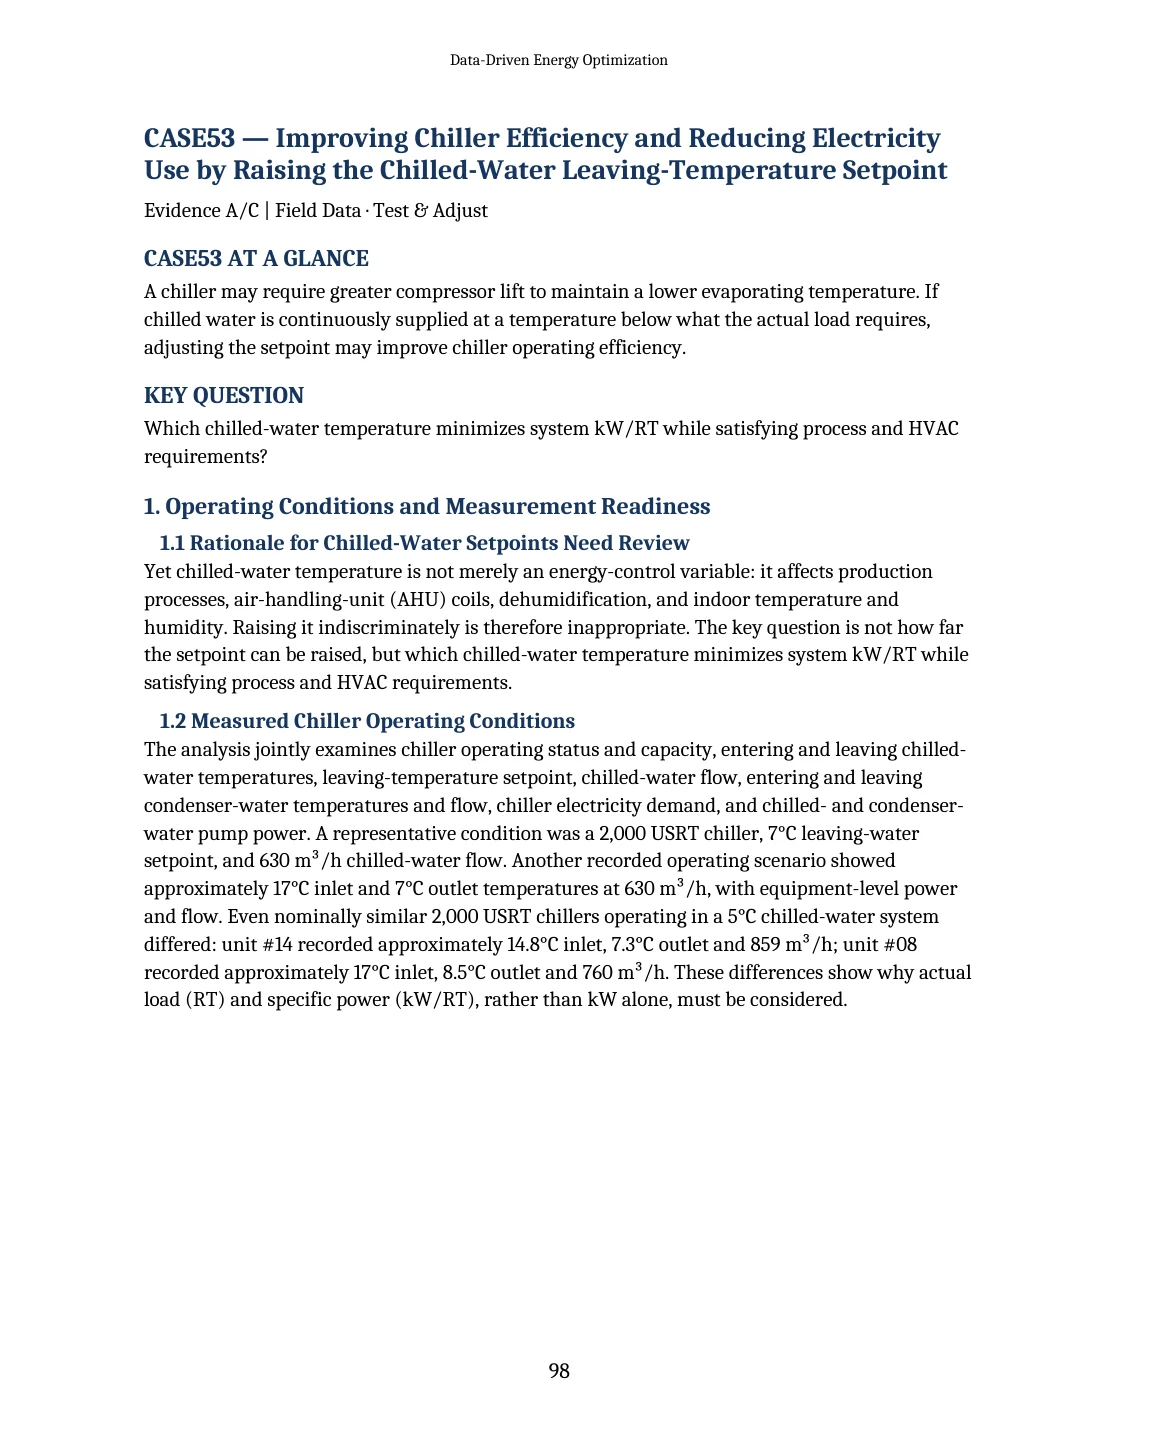 Data-Driven Energy Optimization
CASE53 — Improving Chiller Efficiency and Reducing Electricity
Use by Raising the Chilled-Water Leaving-Temperature Setpoint
Evidence A/C | Field Data · Test & Adjust
CASE53 AT A GLANCE
A chiller may require greater compressor lift to maintain a lower evaporating temperature. If
chilled water is continuously supplied at a temperature below what the actual load requires,
adjusting the setpoint may improve chiller operating efficiency.
KEY QUESTION
Which chilled-water temperature minimizes system kW/RT while satisfying process and HVAC
requirements?
1. Operating Conditions and Measurement Readiness
1.1 Rationale for Chilled-Water Setpoints Need Review
Yet chilled-water temperature is not merely an energy-control variable: it affects production
processes, air-handling-unit (AHU) coils, dehumidification, and indoor temperature and
humidity. Raising it indiscriminately is therefore inappropriate. The key question is not how far
the setpoint can be raised, but which chilled-water temperature minimizes system kW/RT while
satisfying process and HVAC requirements.
1.2 Measured Chiller Operating Conditions
The analysis jointly examines chiller operating status and capacity, entering and leaving chilled-
water temperatures, leaving-temperature setpoint, chilled-water flow, entering and leaving
condenser-water temperatures and flow, chiller electricity demand, and chilled- and condenser-
water pump power. A representative condition was a 2,000 USRT chiller, 7°C leaving-water
setpoint, and 630 m³/h chilled-water flow. Another recorded operating scenario showed
approximately 17°C inlet and 7°C outlet temperatures at 630 m³/h, with equipment-level power
and flow. Even nominally similar 2,000 USRT chillers operating in a 5°C chilled-water system
differed: unit #14 recorded approximately 14.8°C inlet, 7.3°C outlet and 859 m³/h; unit #08
recorded approximately 17°C inlet, 8.5°C outlet and 760 m³/h. These differences show why actual
load (RT) and specific power (kW/RT), rather than kW alone, must be considered.
98